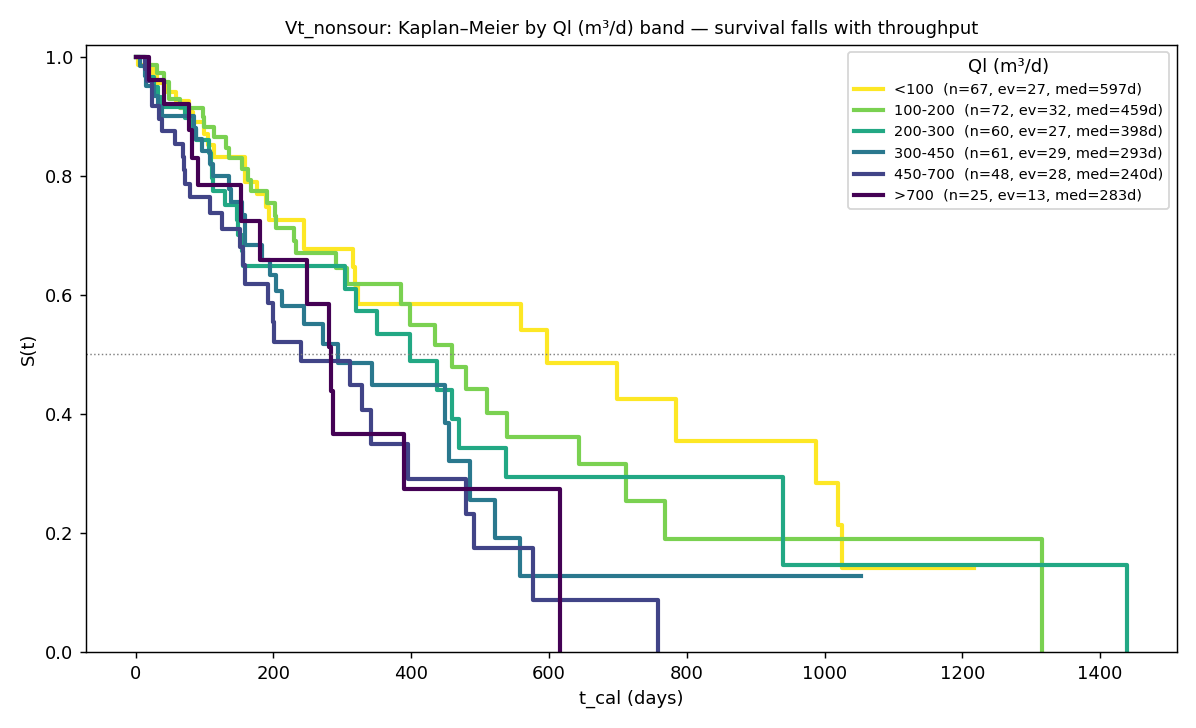 Vt_nonsour: Kaplan–Meier by Ql (m³/d) band — survival falls with throughput
Ql (m³/d)
<100  (n=67, ev=27, med=597d)
100-200  (n=72, ev=32, med=459d)
200-300  (n=60, ev=27, med=398d)
300-450  (n=61, ev=29, med=293d)
450-700  (n=48, ev=28, med=240d)
>700  (n=25, ev=13, med=283d)
S(t)
1.0
0.8
0.6
0.4
0.2
0.0
0 200 400 600 800 1000 1200 1400
t_cal (days)